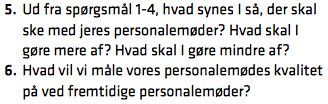 5. Ud fra spørgsmål 1-4, hvad synes I så, der skal
ske med jeres personalemøder? Hvad skal I
gøre mere af? Hvad skal I gøre mindre af?
6. Hvad vil vi måle vores personalemødes kvalitet
på ved fremtidige personalemøder?